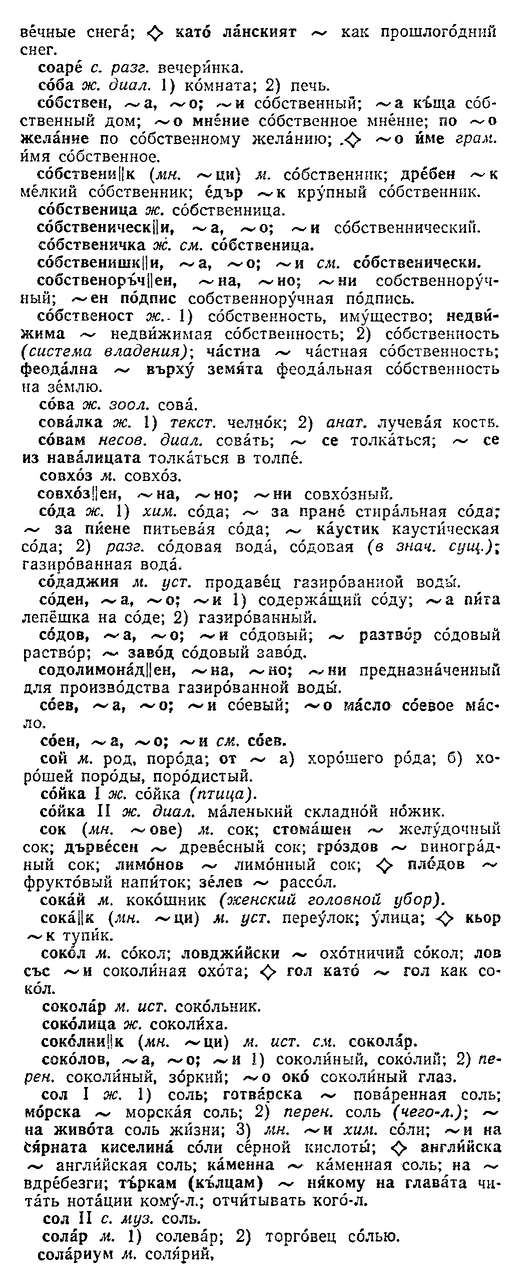 ве́чные снега́; ◇ като́ ла́нският ~ как прошлого́дний
снег.
соаре́ с. разг. вечери́нка.
со́ба ж. диал. 1) ко́мната; 2) печь.
со́бствен, ~а, ~о; ~и со́бственный; ~а къ́ща со́б-
ственный дом; ~о мне́ние со́бственное мне́ние; по ~о
жела́ние по со́бственному жела́нию; ◇ ~о и́ме грам.
и́мя со́бственное.
со́бствени||к (мн. ~ци) м. со́бственник; дре́бен ~к
ме́лкий со́бственник; е́дър ~к кру́пный со́бственник.
со́бственица ж. со́бственница.
со́бственическ||и, ~а, ~о; ~и со́бственнический.
со́бственичка ж. см. со́бственица.
со́бственишк||и, ~а, ~о; ~и см. со́бственически.
собственоръ́ч||ен, ~на, ~но; ~ни собственнору́ч-
ный; ~ен по́дпис собственнору́чная по́дпись.
со́бственост ж. 1) со́бственность, иму́щество; недви́-
жима ~ недви́жимая со́бственность; 2) со́бственность
(система владения); ча́стна ~ ча́стная со́бственность;
феода́лна ~ върху́ земя́та феода́льная со́бственность
на зе́млю.
со́ва ж. зоол. сова́.
сова́лка ж. 1) текст. челно́к; 2) анат. лучева́я кость.
со́вам несов. диал. сова́ть; ~ се толка́ться; ~ се
из нава́лицата толка́ться в толпе́.
совхо́з м. совхо́з.
совхо́з||ен, ~на, ~но; ~ни совхо́зный.
со́да ж. 1) хим. со́да; ~ за пране́ стира́льная со́да;
~ за пи́ене питьева́я со́да; ~ ка́устик каусти́ческая
со́да; 2) разг. со́довая вода́, со́довая (в знач. сущ.);
газиро́ванная вода́.
со́даджия м. уст. продаве́ц газиро́ванной воды́.
со́ден, ~а, ~о; ~и 1) содержа́щий со́ду; ~а пи́та
лепёшка на со́де; 2) газиро́ванный.
со́дов, ~а, ~о; ~и со́довый; ~ разтво́р со́довый
раство́р; ~ заво́д со́довый заво́д.
содолимона́д||ен, ~на, ~но; ~ни предназна́ченный
для произво́дства газиро́ванной воды́.
со́ев, ~а, ~о; ~и со́евый; ~о ма́сло со́евое ма́с-
ло.
со́ен, ~а, ~о; ~и см. со́ев.
сой м. род, поро́да; от ~ а) хоро́шего ро́да; б) хо-
ро́шей поро́ды, поро́дистый.
со́йка I ж. со́йка (птица).
со́йка II ж. диал. ма́ленький складно́й но́жик.
сок (мн. ~ове) м. сок; стома́шен ~ желу́дочный
сок; дърве́сен ~ древе́сный сок; гро́здов ~ виногра́д-
ный сок; лимо́нов ~ лимо́нный сок; ◇ пло́дов ~
фрукто́вый напи́ток; зе́лев ~ рассо́л.
сока́й м. коко́шник (женский головной убор).
сока́||к (мн. ~ци) м. уст. переу́лок; у́лица; ◇ кьор
~к тупи́к.
соко́л м. со́кол; ловджи́йски ~ охо́тничий со́кол; лов
със ~и соколи́ная охо́та; ◇ гол като́ ~ гол как со-
ко́л.
сокола́р м. ист. соко́льник.
соко́лица ж. соколи́ха.
соко́лни||к (мн. ~ци) м. ист. см. сокола́р.
соко́лов, ~а, ~о; ~и 1) соколи́ный, соко́лий; 2) пе-
рен. соколи́ный, зо́ркий; ~о око́ соколи́ный глаз.
сол I ж. 1) соль; готва́рска ~ пова́ренная соль;
мо́рска ~ морска́я соль; 2) перен. соль (чего-л.); ~
на живо́та соль жи́зни; 3) мн. ~и хим. со́ли; ~и на
ся́рната киселина́ со́ли се́рной кислоты́; ◇ англи́йска
~ англи́йская соль; ка́менна ~ ка́менная соль; на ~
вдре́безги; тъ́ркам (къ́лцам) ~ ня́кому на глава́та чи-
та́ть нота́ции кому́-л.; отчи́тывать кого́-л.
сол II с. муз. соль.
сола́р м. 1) солева́р; 2) торго́вец со́лью.
сола́риум м. соля́рий,